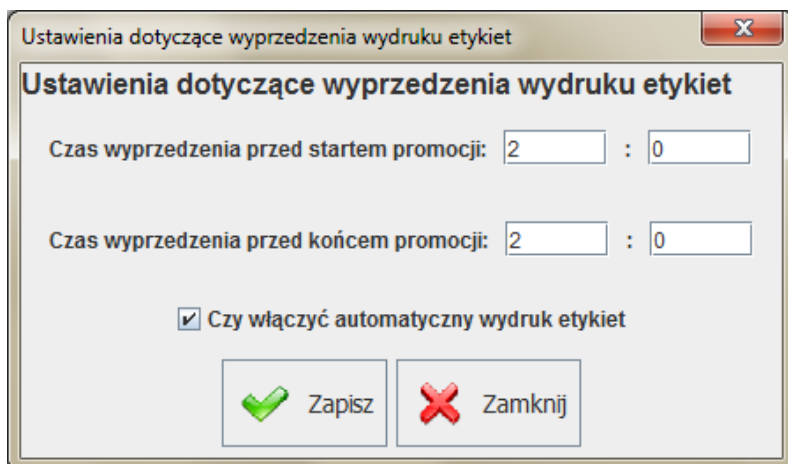 Ustawienia dotyczące wyprzedzenia wydruku etykiet
Ustawienia dotyczące wyprzedzenia wydruku etykiet
Czas wyprzedzenia przed startem promocji: 2 : 0
Czas wyprzedzenia przed końcem promocji: 2 : 0
Czy włączyć automatyczny wydruk etykiet
Zapisz Zamknij